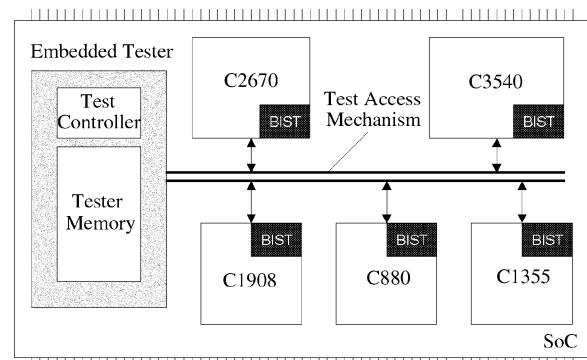 Embedded Tester
Test
Controller
Tester
Memory
C2670
BIST
C3540
BIST
Test Access
Mechanism
BIST
C1908
BIST
C880
BIST
C1355
SoC